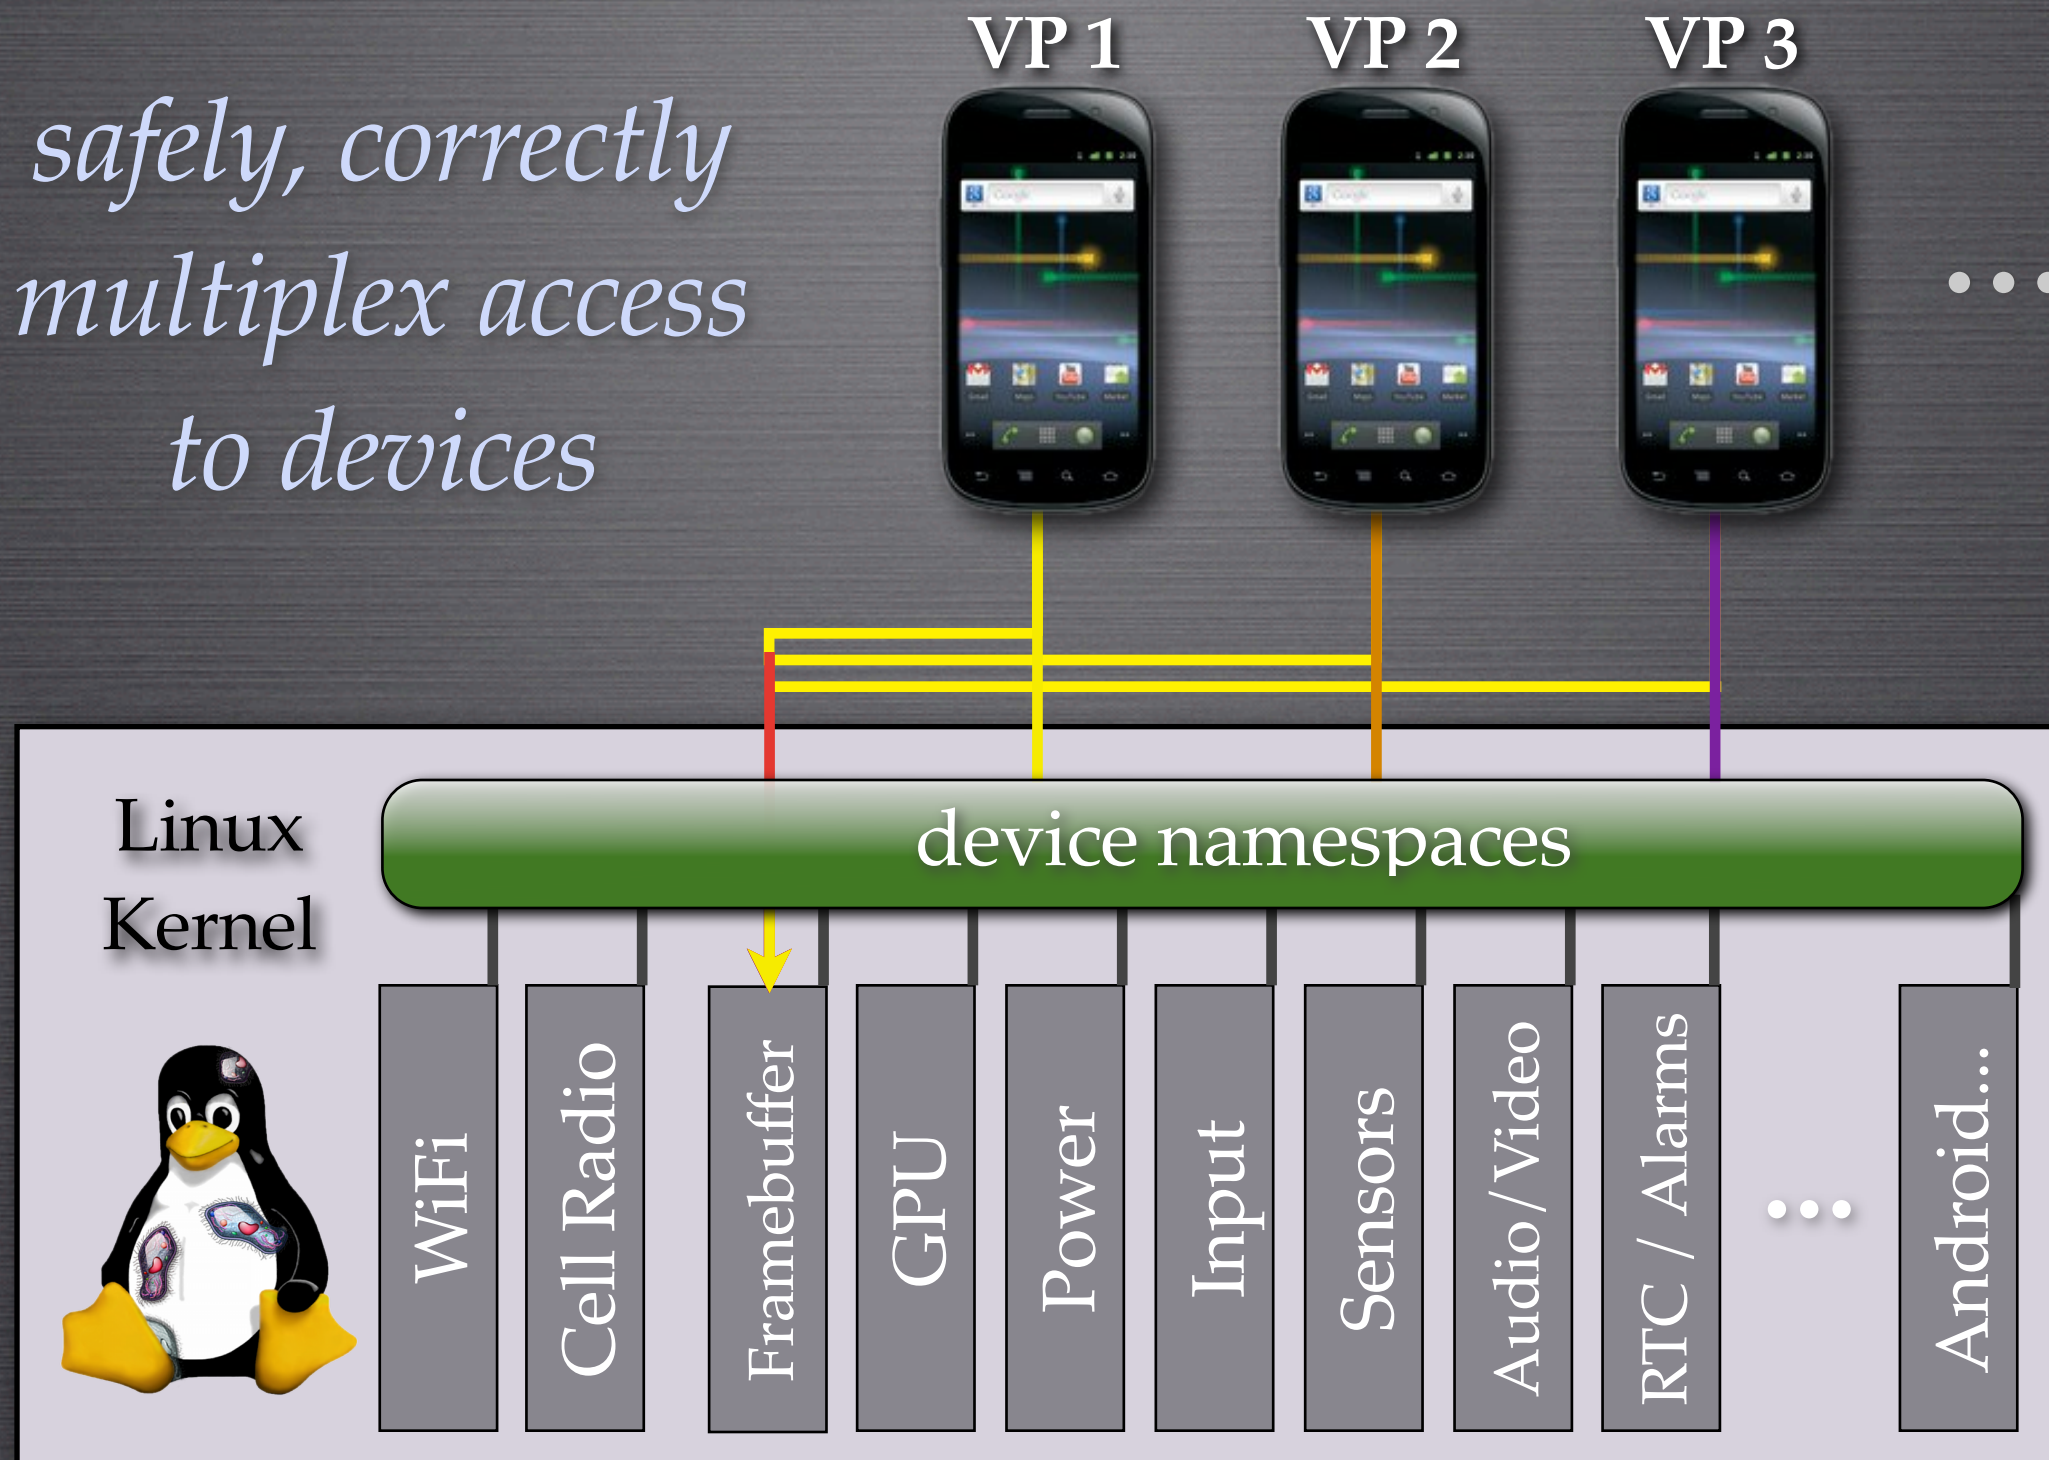 VP 1
VP 2
VP 3
safely, correctly
multiplex access
to devices
...
Linux
Kernel
device namespaces
WiFi
Cell Radio
Framebuffer
GPU
Power
Input
Sensors
Audio/Video
RTC / Alarms
...
Android...